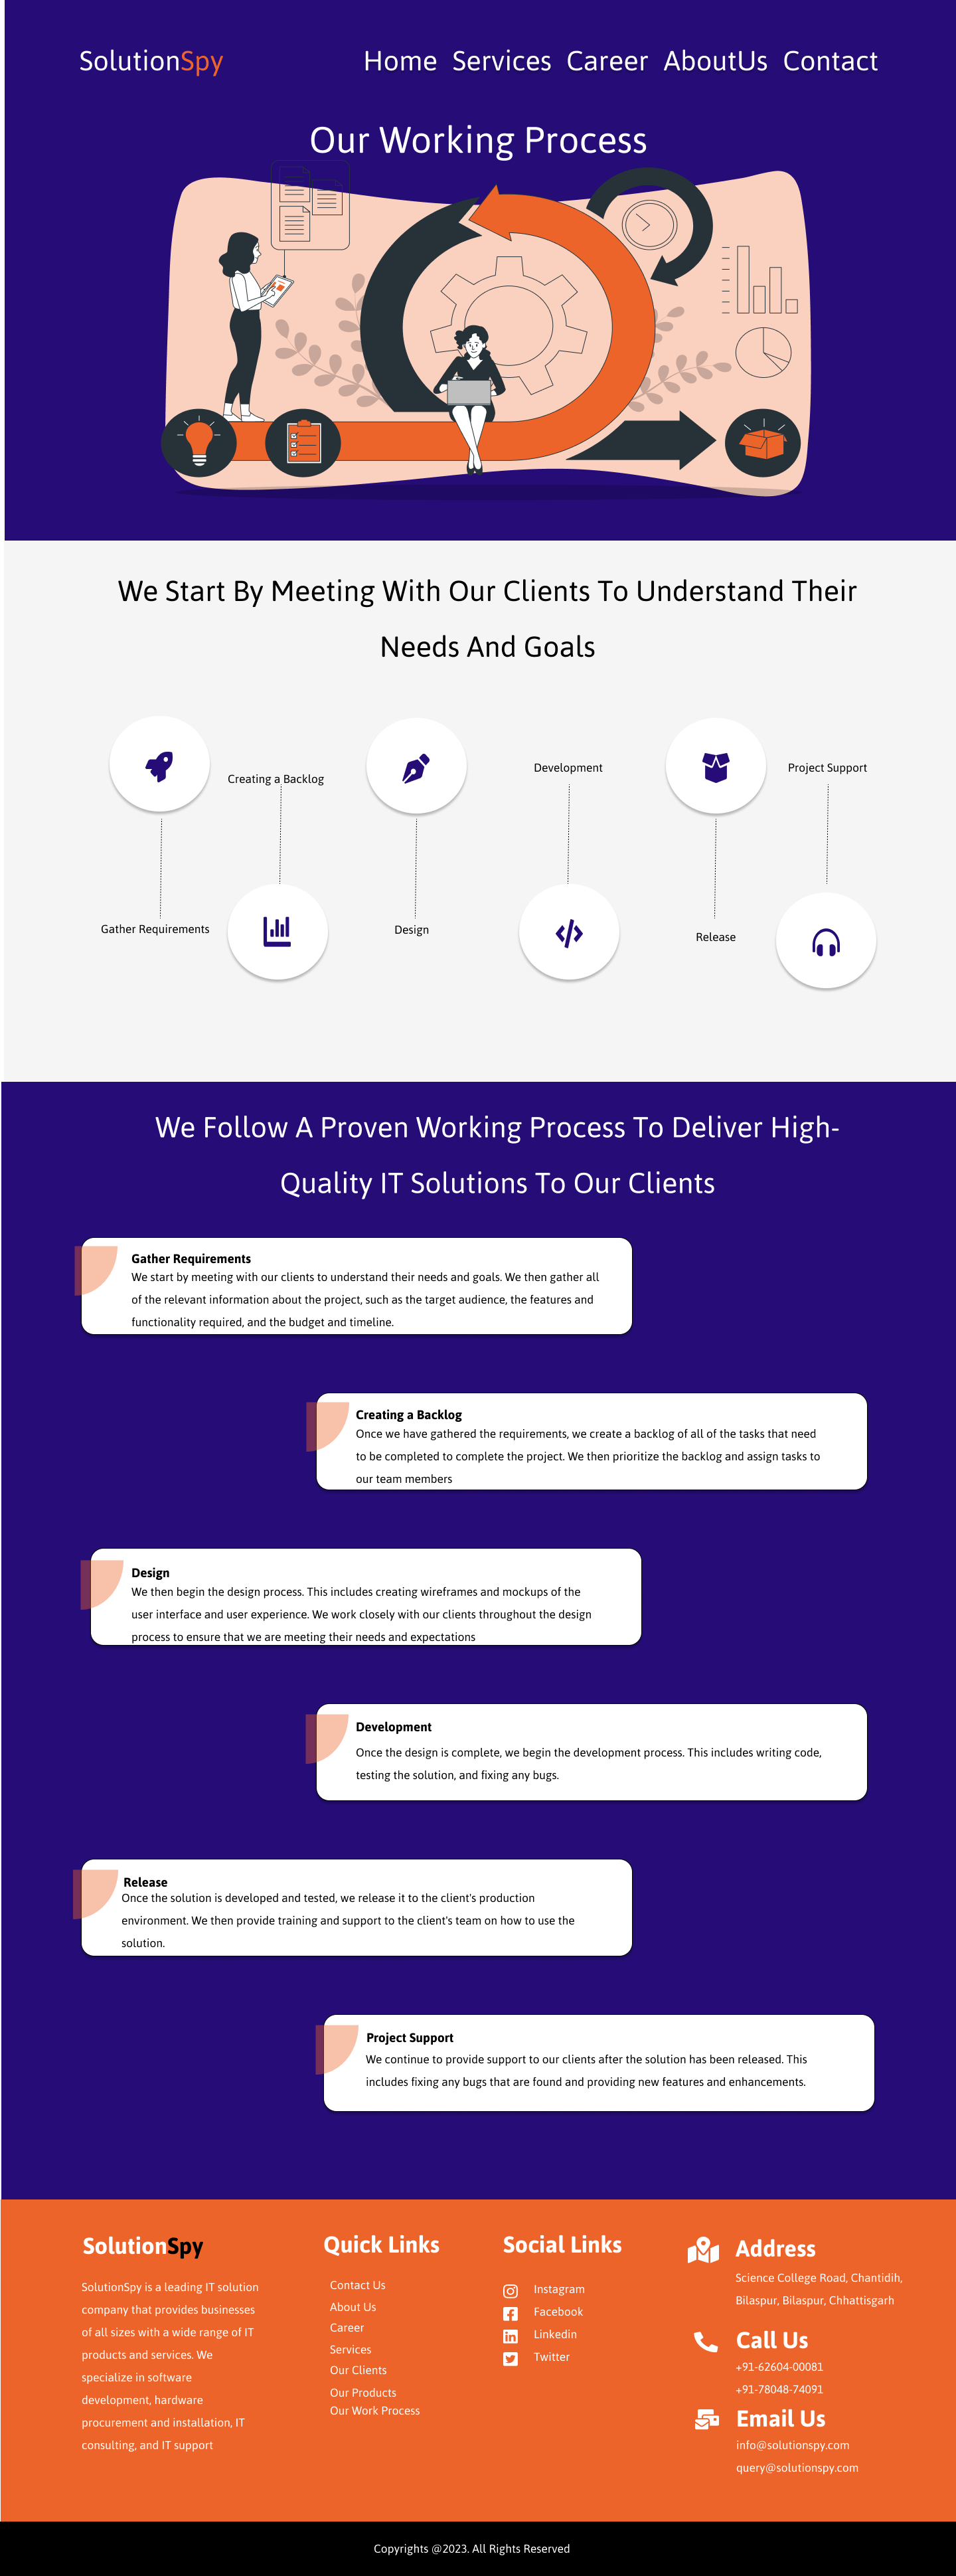 SolutionSpy
Home Services Career AboutUs Contact
Our Working Process
We Start By Meeting With Our Clients To Understand Their
Needs And Goals
Creating a Backlog
Development
Project Support
Gather Requirements
Design
Release
We Follow A Proven Working Process To Deliver High-
Quality IT Solutions To Our Clients
Gather Requirements
We start by meeting with our clients to understand their needs and goals. We then gather all
of the relevant information about the project, such as the target audience, the features and
functionality required, and the budget and timeline.
Creating a Backlog
Once we have gathered the requirements, we create a backlog of all of the tasks that need
to be completed to complete the project. We then prioritize the backlog and assign tasks to
our team members
Design
We then begin the design process. This includes creating wireframes and mockups of the
user interface and user experience. We work closely with our clients throughout the design
process to ensure that we are meeting their needs and expectations
Development
Once the design is complete, we begin the development process. This includes writing code,
testing the solution, and fixing any bugs.
Release
Once the solution is developed and tested, we release it to the client's production
environment. We then provide training and support to the client's team on how to use the
solution.
Project Support
We continue to provide support to our clients after the solution has been released. This
includes fixing any bugs that are found and providing new features and enhancements.
SolutionSpy
SolutionSpy is a leading IT solution
company that provides businesses
of all sizes with a wide range of IT
products and services. We
specialize in software
development, hardware
procurement and installation, IT
consulting, and IT support
Quick Links
Contact Us
About Us
Career
Services
Our Clients
Our Products
Our Work Process
Social Links
Instagram
Facebook
Linkedin
Twitter
Address
Science College Road, Chantidih,
Bilaspur, Bilaspur, Chhattisgarh
Call Us
+91-62604-00081
+91-78048-74091
Email Us
info@solutionspy.com
query@solutionspy.com
Copyrights @2023. All Rights Reserved